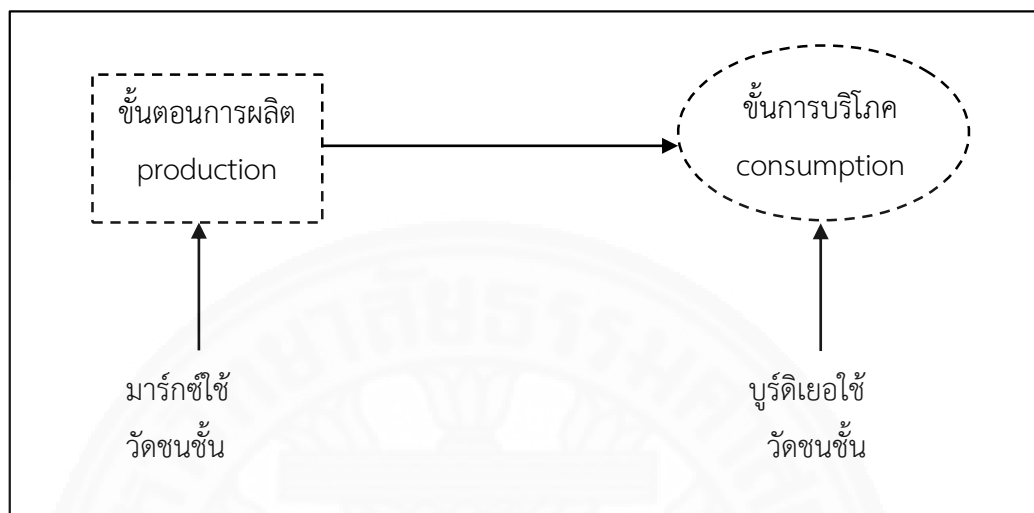 ขั้นตอนการผลิต
production
ขั้นการบริโภค
consumption
มาร์กซ์ใช้
วัดชนชั้น
บูร์ดิเยอใช้
วัดชนชั้น